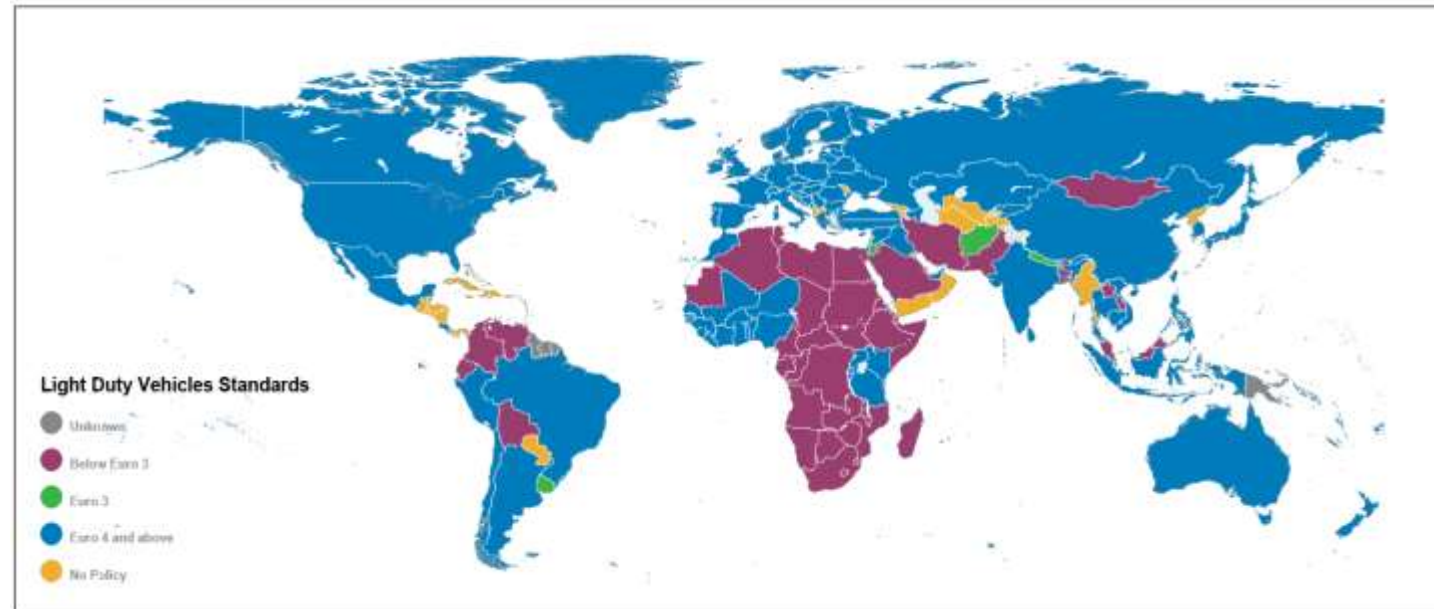 Light Duty Vehicles Standards
Unknown
Below Euro 3
Euro 3
Euro 4 and above
No Policy